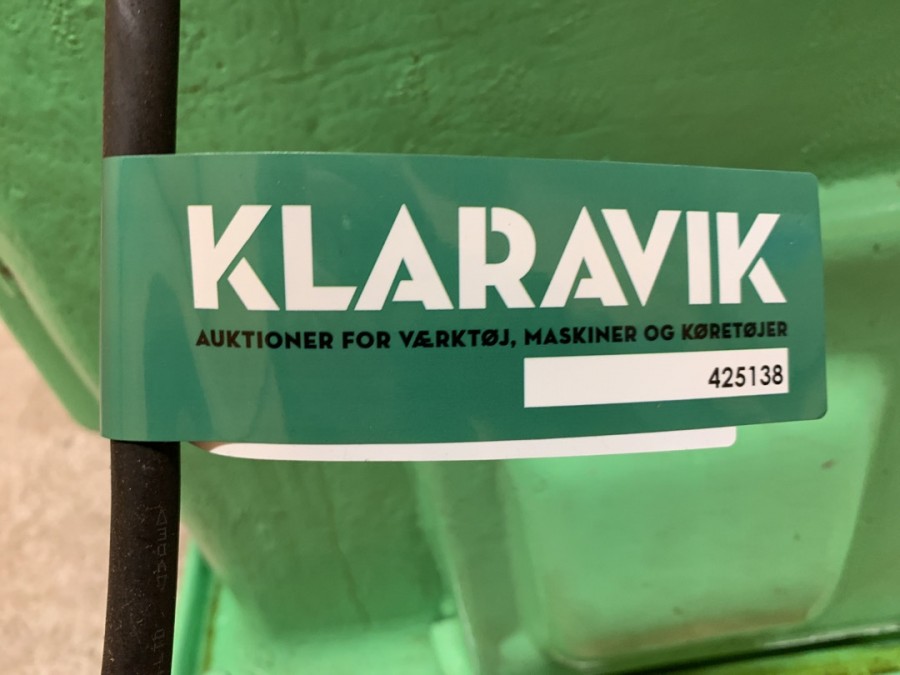 KLARAVIK
AUKTIONER FOR VÆRKTØJ, MASKINER OG KØRETØJER
425138